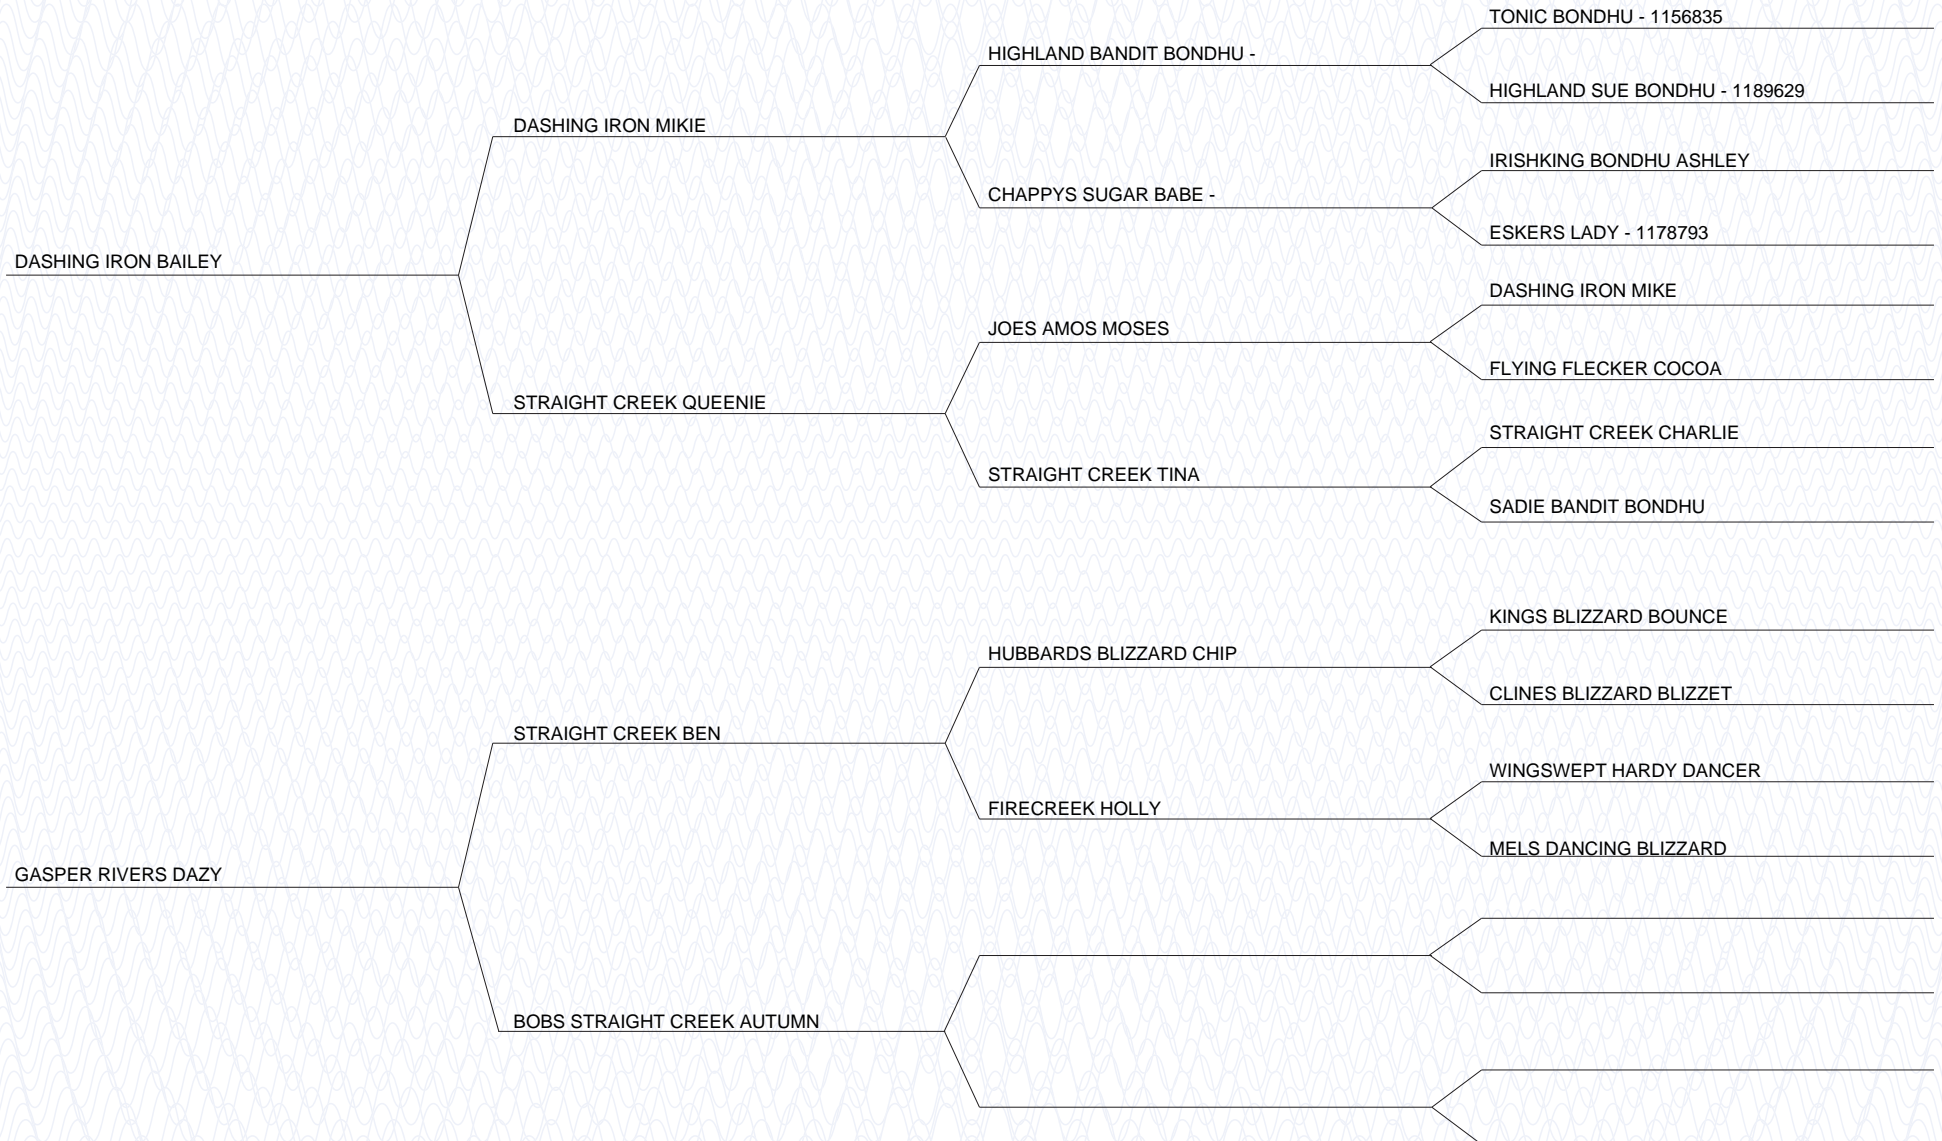 TONIC BONDHU - 1156835
HIGHLAND BANDIT BONDHU -
HIGHLAND SUE BONDHU - 1189629
DASHING IRON MIKIE
IRISHKING BONDHU ASHLEY
CHAPPYS SUGAR BABE -
ESKERS LADY - 1178793
DASHING IRON BAILEY
DASHING IRON MIKE
JOES AMOS MOSES
FLYING FLECKER COCOA
STRAIGHT CREEK QUEENIE
STRAIGHT CREEK CHARLIE
STRAIGHT CREEK TINA
SADIE BANDIT BONDHU
KINGS BLIZZARD BOUNCE
HUBBARDS BLIZZARD CHIP
CLINES BLIZZARD BLIZZET
STRAIGHT CREEK BEN
WINGSWEPT HARDY DANCER
FIRECREEK HOLLY
MELS DANCING BLIZZARD
GASPER RIVERS DAZY
BOBS STRAIGHT CREEK AUTUMN